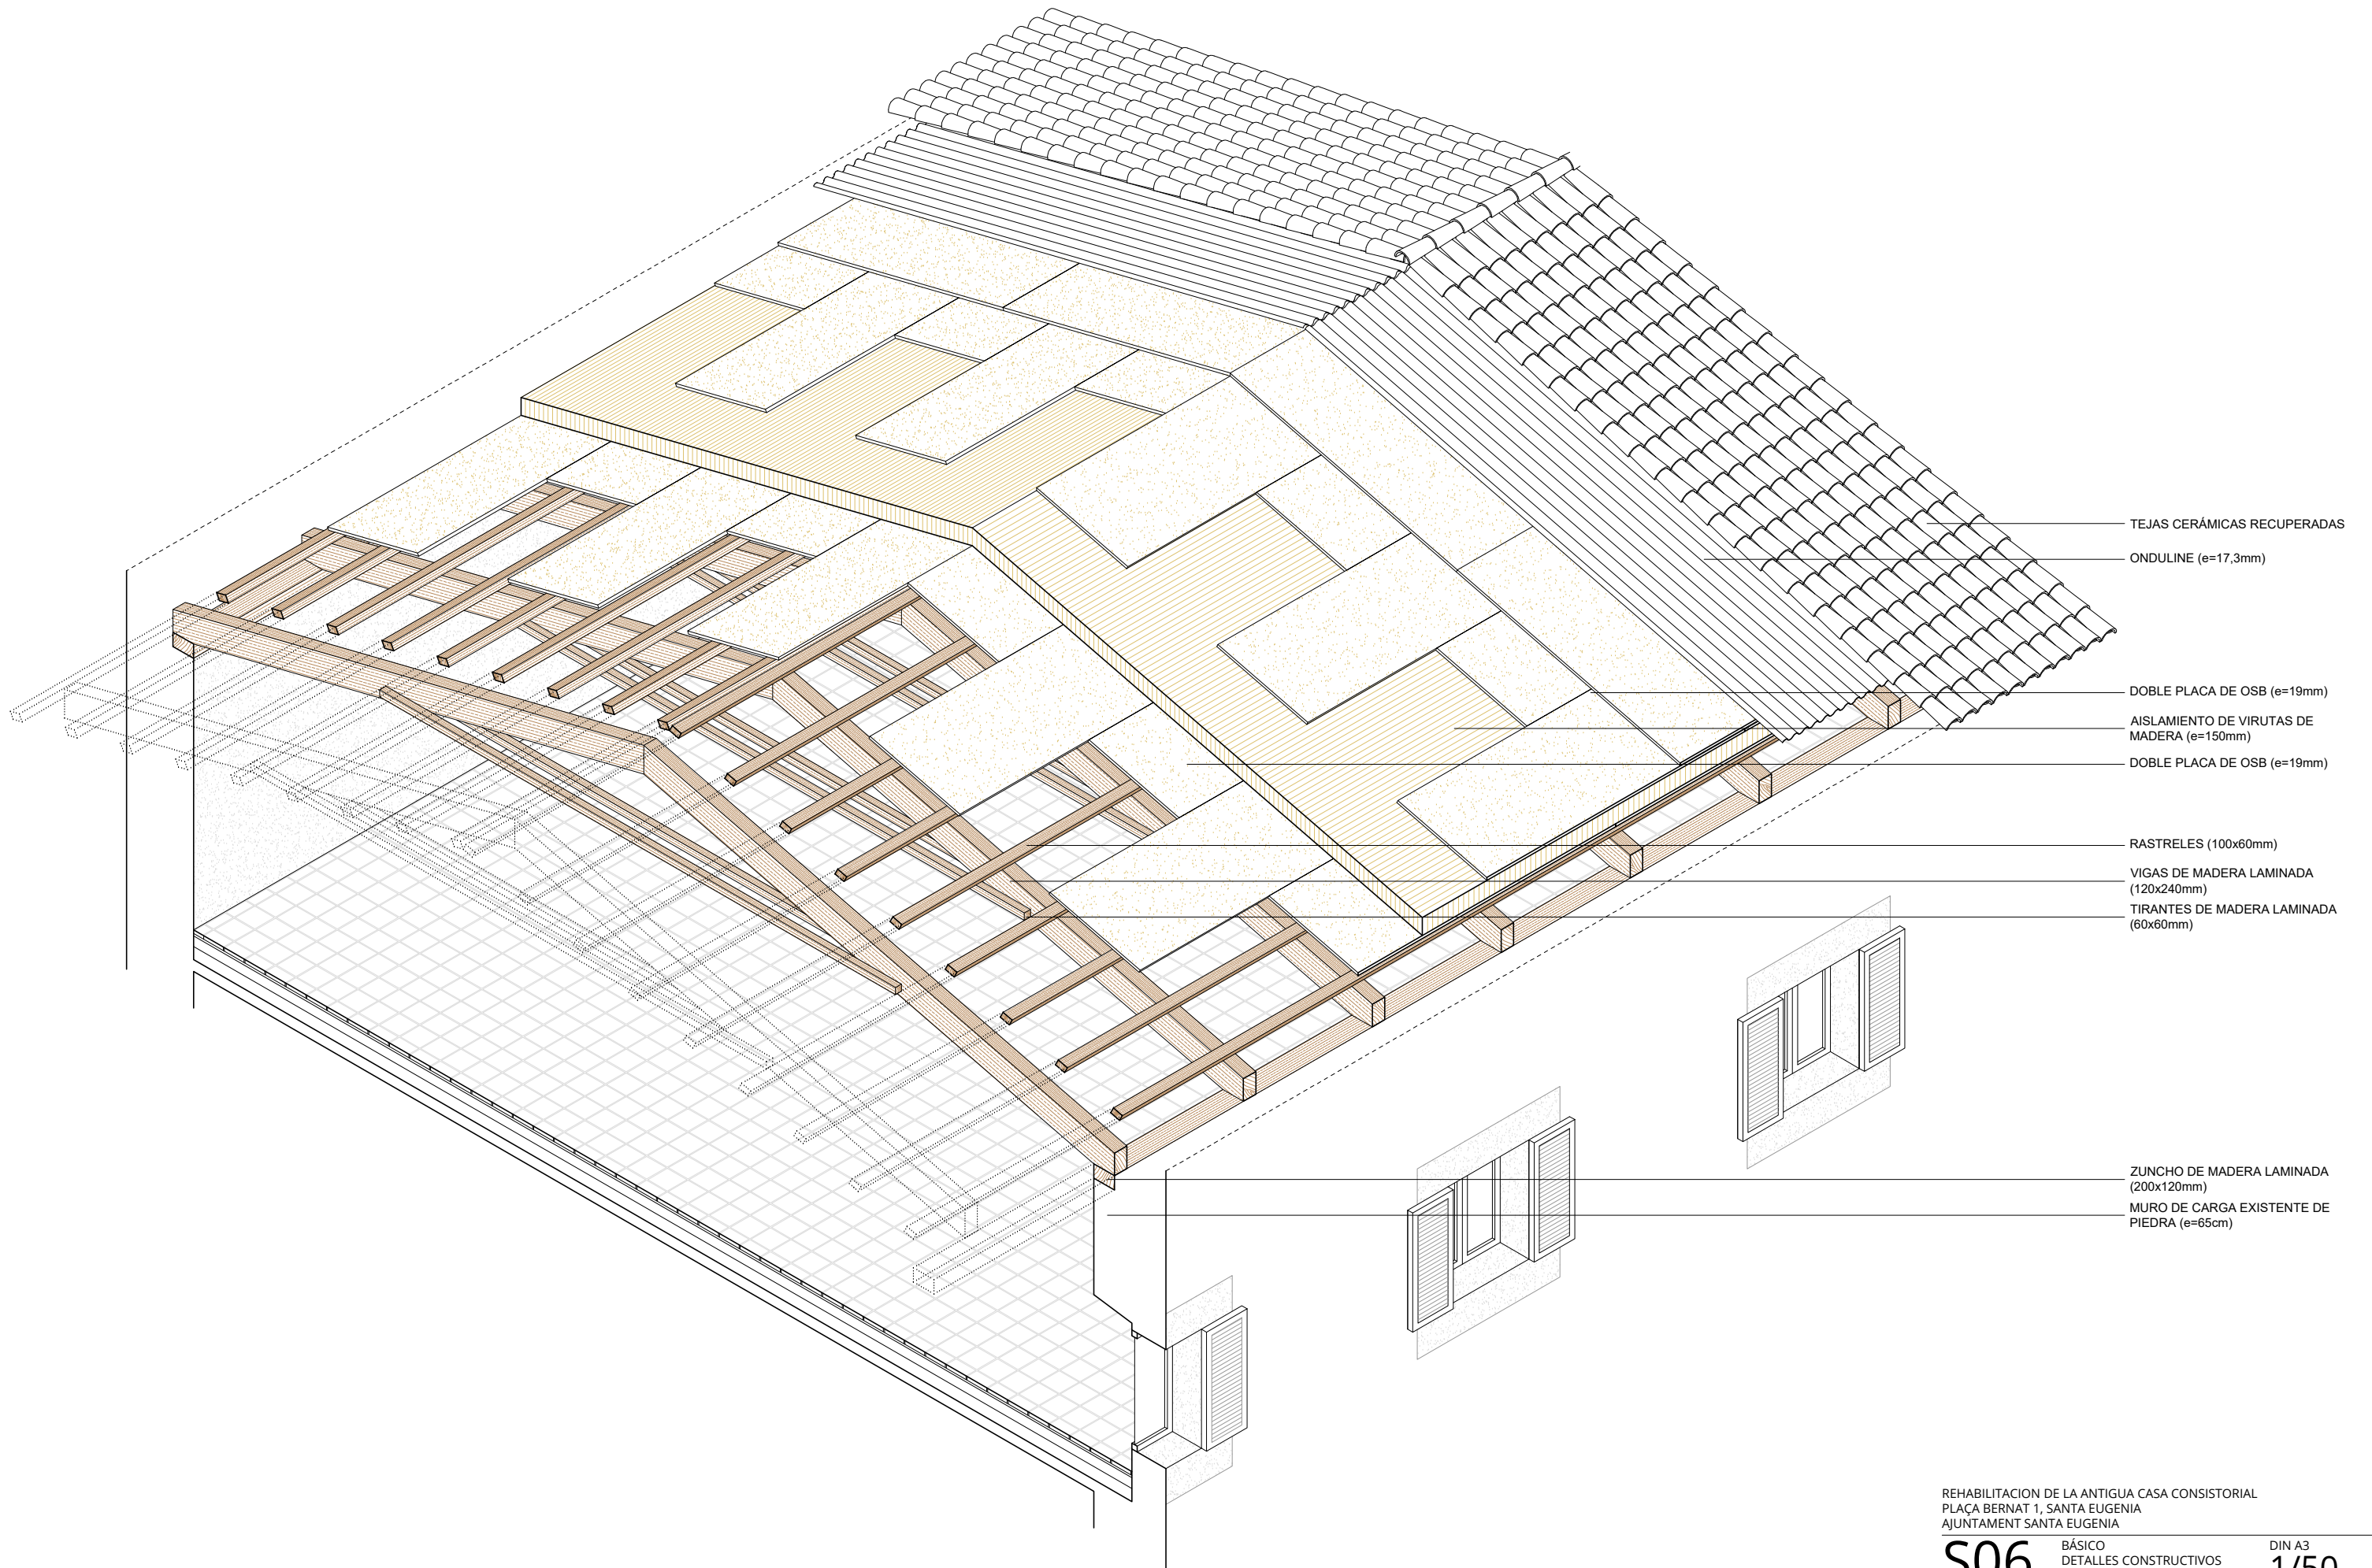 TEJAS CERÁMICAS RECUPERADAS
ONDULINE (e=17,3mm)
DOBLE PLACA DE OSB (e=19mm)
AISLAMIENTO DE VIRUTAS DE
MADERA (e=150mm)
DOBLE PLACA DE OSB (e=19mm)
RASTRELES (100x60mm)
VIGAS DE MADERA LAMINADA
(120x240mm)
TIRANTES DE MADERA LAMINADA
(60x60mm)
ZUNCHO DE MADERA LAMINADA
(200x120mm)
MURO DE CARGA EXISTENTE DE
PIEDRA (e=65cm)
REHABILITACION DE LA ANTIGUA CASA CONSISTORIAL
PLAÇA BERNAT 1, SANTA EUGENIA
AJUNTAMENT SANTA EUGENIA
S06
BÁSICO
DETALLES CONSTRUCTIVOS
DIN A3
1/50